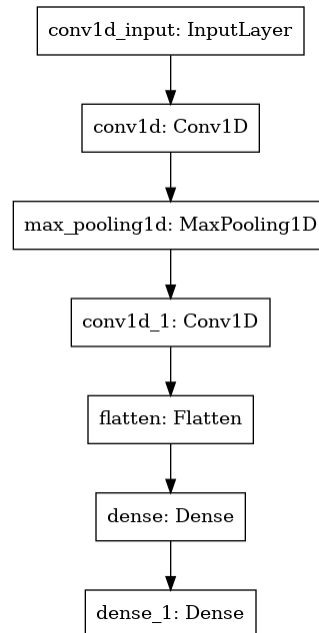 conv1d_input: InputLayer
conv1d: Conv1D
max_pooling1d: MaxPooling1D
conv1d_1: Conv1D
flatten: Flatten
dense: Dense
dense_1: Dense